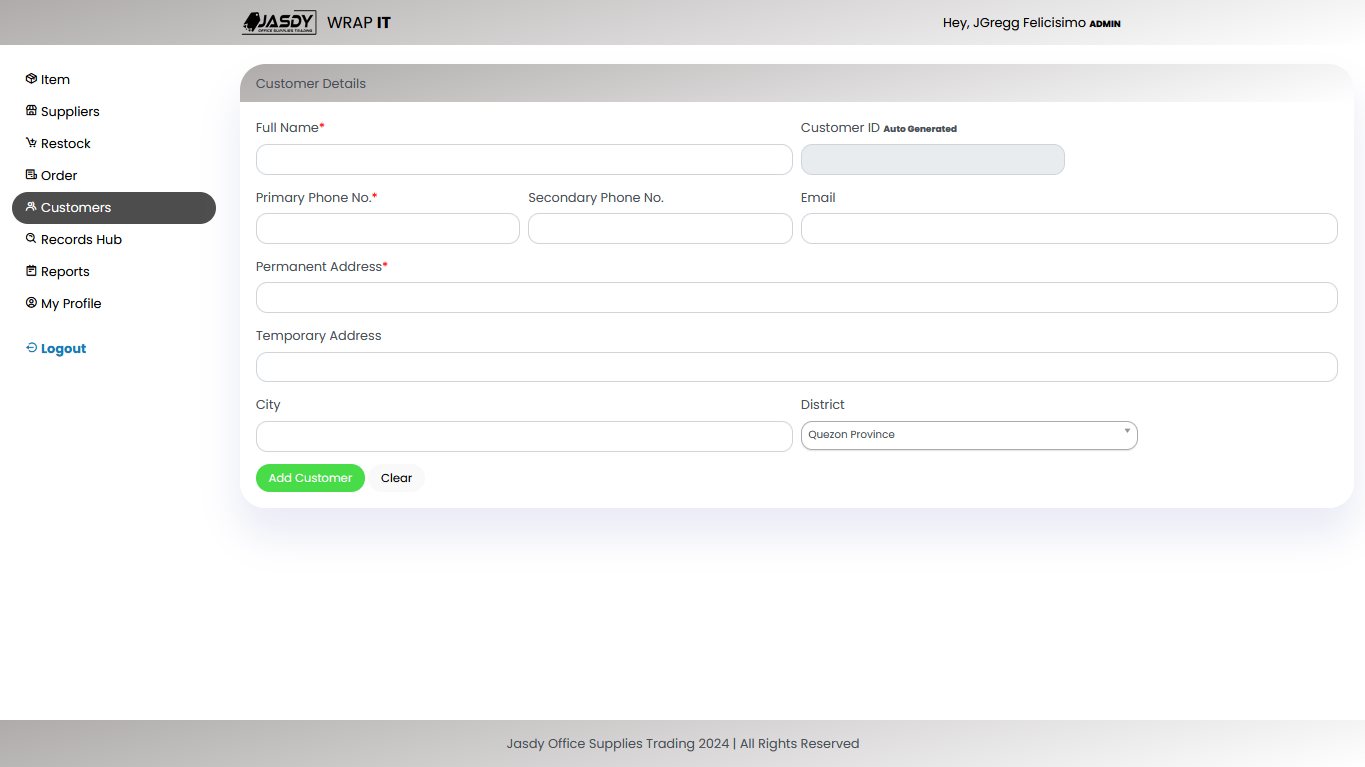 JASDY
OFFICE SUPPLIES TRADING
WRAP IT
Hey, JGregg Felicisimo ADMIN
Item
Suppliers
Restock
Order
Customers
Records Hub
Reports
My Profile
Logout
Customer Details
Full Name*
Customer ID Auto Generated
Primary Phone No.*
Secondary Phone No.
Email
Permanent Address*
Temporary Address
City
District
Quezon Province
Add Customer
Clear
Jasdy Office Supplies Trading 2024 | All Rights Reserved